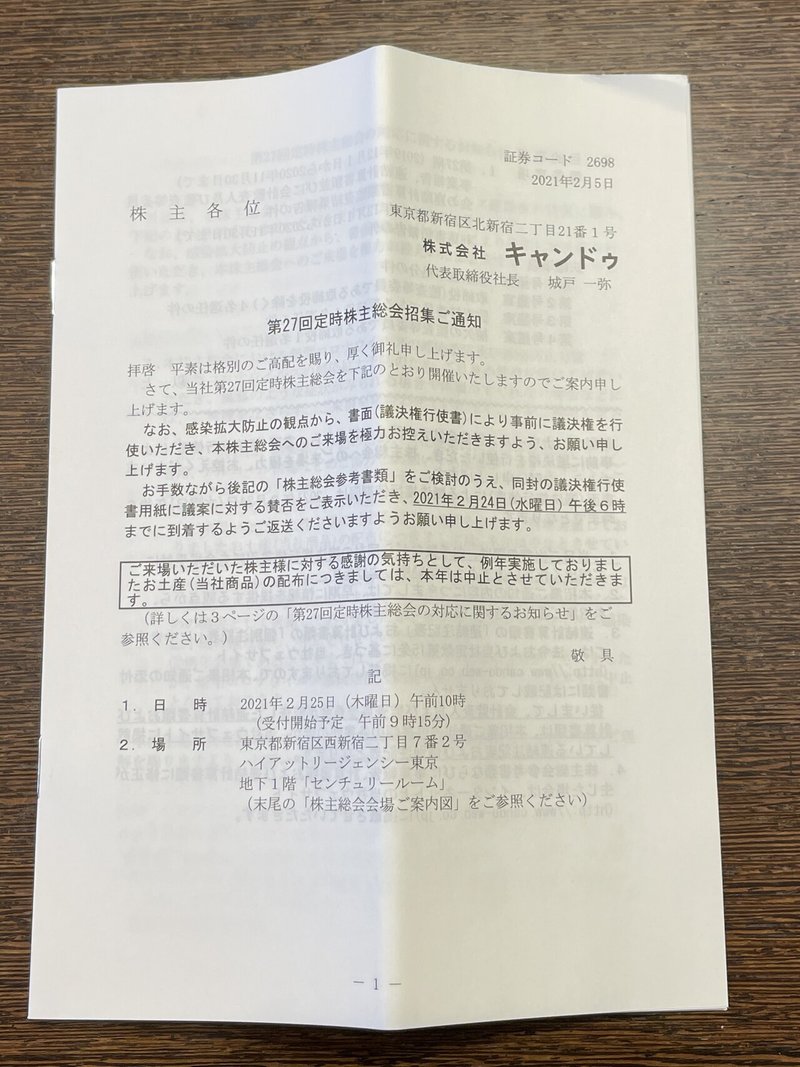 証券コード 2698
2021年2月5日
株主各位
東京都新宿区北新宿二丁目21番1号
株式会社 キャンドゥ
代表取締役社長 城戸 一弥
第27回定時株主総会招集ご通知
拝啓 平素は格別のご高配を賜り、厚く御礼申し上げます。
さて、当社第27回定時株主総会を下記のとおり開催いたしますのでご案内申し
上げます。
なお、感染拡大防止の観点から、書面(議決権行使書)により事前に議決権を行
使いただき、本株主総会へのご来場を極力お控えいただきますよう、お願い申し
上げます。
お手数ながら後記の「株主総会参考書類」をご検討のうえ、同封の議決権行使
書用紙に議案に対する賛否をご表示いただき、2021年2月24日(水曜日)午後6時
までに到着するようご返送くださいますようお願い申し上げます。
ご来場いただいた株主様に対する感謝の気持ちとして、例年実施しておりまし
たお土産(当社商品)の配布につきましては、本年は中止とさせていただきま
す。
(詳しくは3ページの「第27回定時株主総会の対応に関するお知らせ」をご
参照ください。)
敬具
記
1. 日時 2021年2月25日(木曜日)午前10時
(受付開始予定 午前9時15分)
2. 場所 東京都新宿区西新宿二丁目7番2号
ハイアットリージェンシー東京
地下1階「センチュリールーム」
(末尾の「株主総会会場ご案内図」をご参照ください)
- 1 -